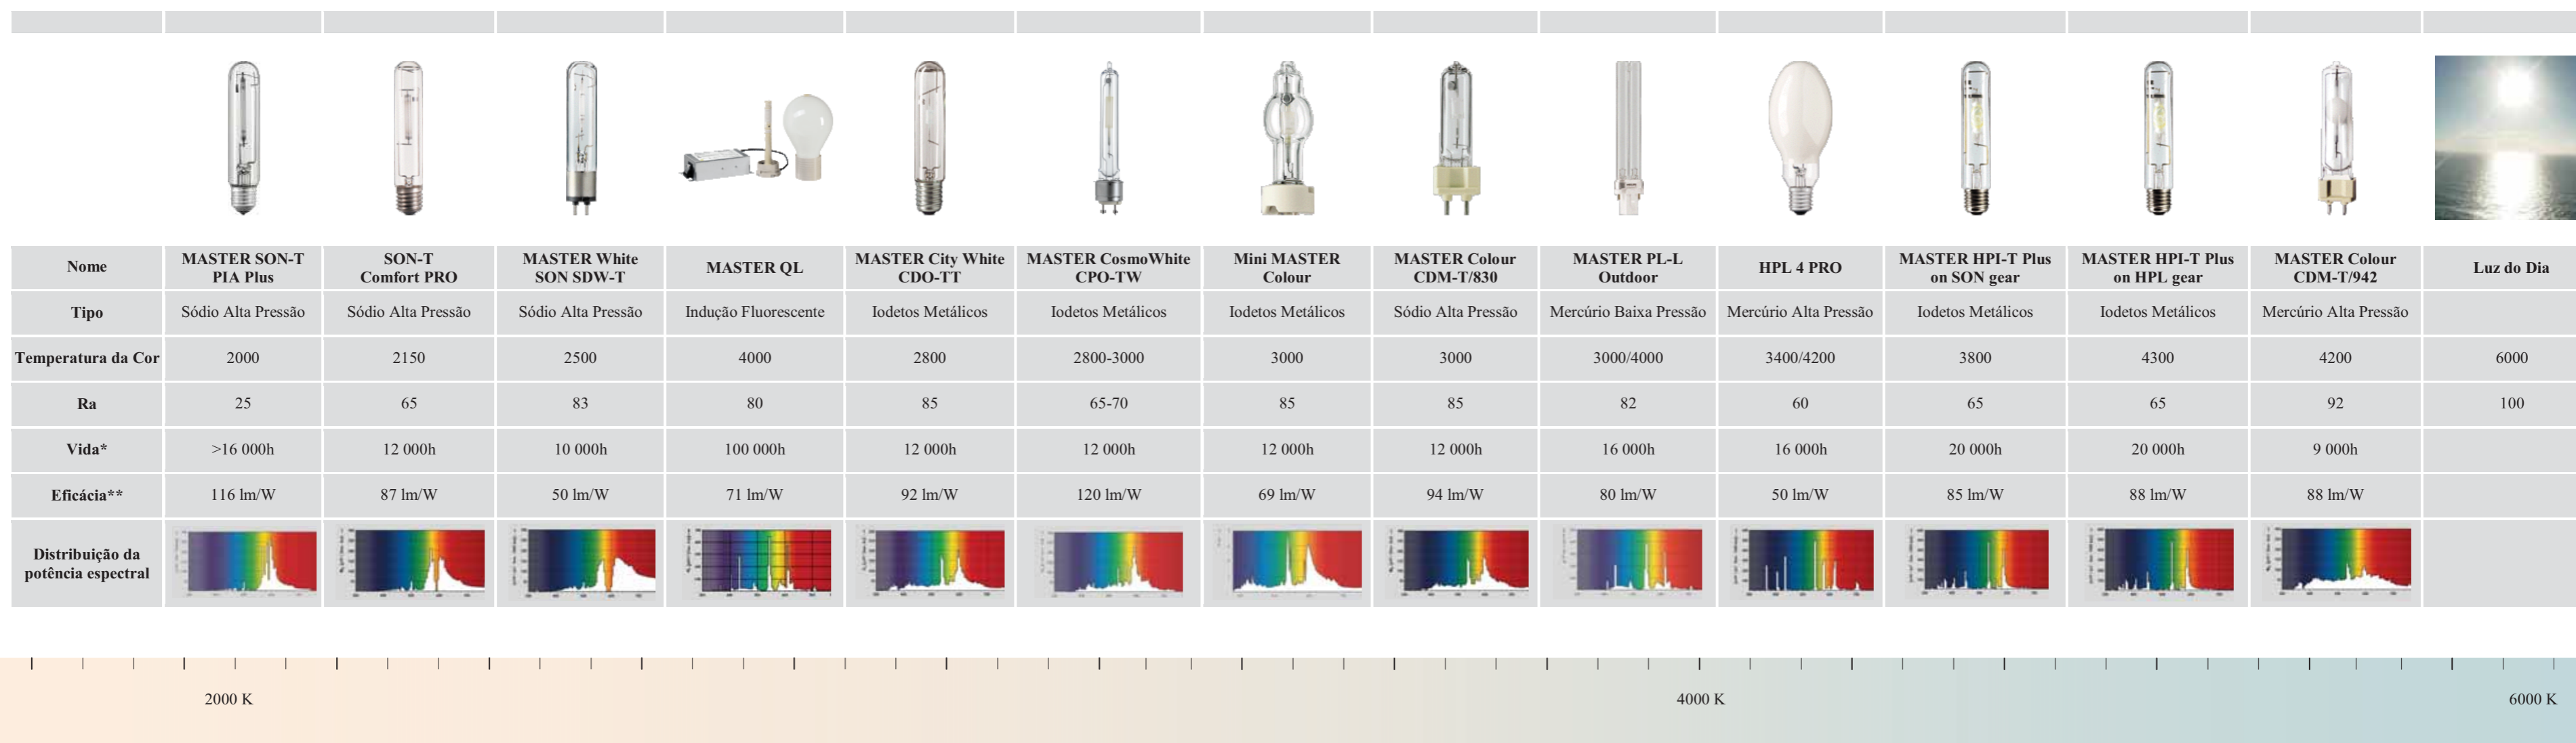 Nome MASTER SON-T PIA Plus SON-T Comfort PRO MASTER White SON SDW-T MASTER QL MASTER City White CDO-TT MASTER CosmoWhite CPO-TW Mini MASTER Colour MASTER Colour CDM-T/830 MASTER PL-L Outdoor HPL 4 PRO MASTER HPI-T Plus on SON gear MASTER HPI-T Plus on HPL gear MASTER Colour CDM-T/942 Luz do Dia
Tipo Sódio Alta Pressão Sódio Alta Pressão Sódio Alta Pressão Indução Fluorescente Iodetos Metálicos Iodetos Metálicos Iodetos Metálicos Sódio Alta Pressão Mercúrio Baixa Pressão Mercúrio Alta Pressão Iodetos Metálicos Iodetos Metálicos Mercúrio Alta Pressão
Temperatura da Cor 2000 2150 2500 4000 2800 2800-3000 3000 3000 3000/4000 3400/4200 3800 4300 4200 6000
Ra 25 65 83 80 85 65-70 85 85 82 60 65 65 92 100
Vida* >16 000h 12 000h 10 000h 100 000h 12 000h 12 000h 12 000h 12 000h 16 000h 16 000h 20 000h 20 000h 9 000h
Eficácia** 116 lm/W 87 lm/W 50 lm/W 71 lm/W 92 lm/W 120 lm/W 69 lm/W 94 lm/W 80 lm/W 50 lm/W 85 lm/W 88 lm/W 88 lm/W
Distribuição da
potência espectral
2000 K 4000 K 6000 K